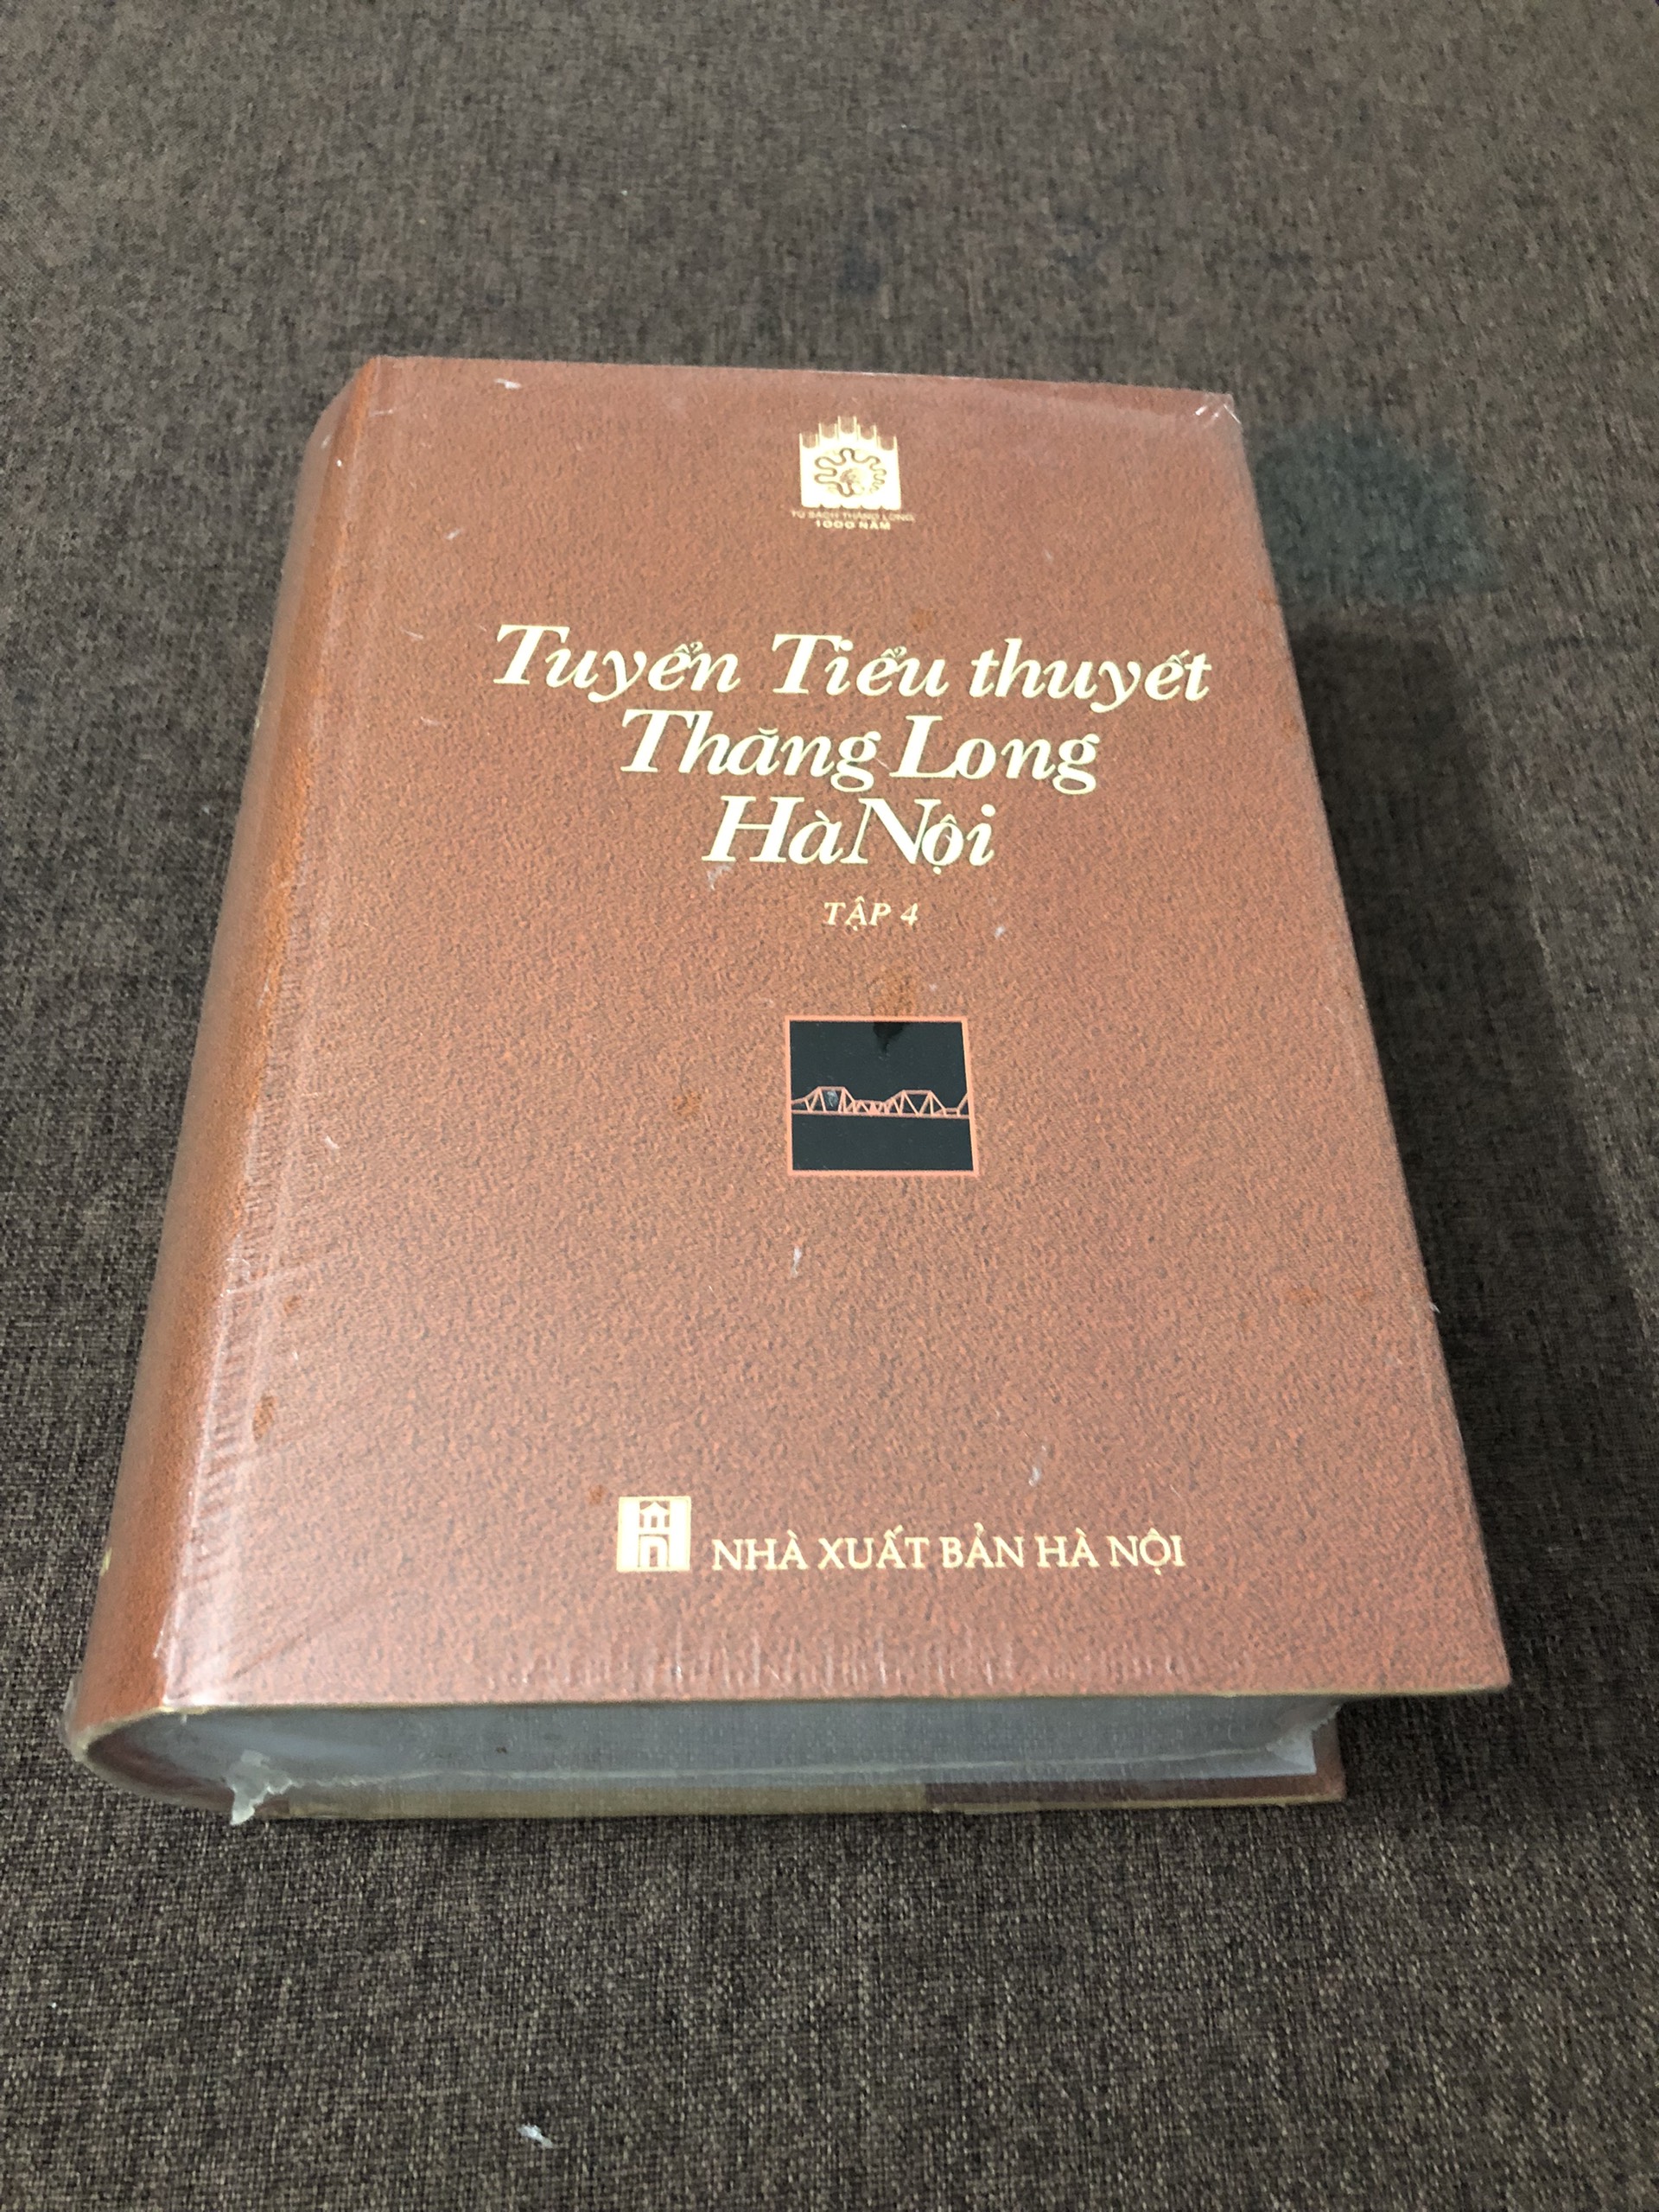 TỦ SÁCH THĂNG LONG
1000 NĂM
Tuyển Tiểu thuyết
Thăng Long
Hà Nội
TẬP 4
NHÀ XUẤT BẢN HÀ NỘI